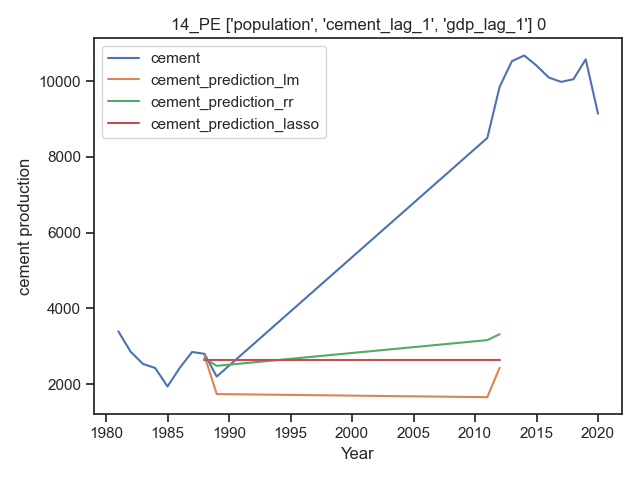 14_PE ['population', 'cement_lag_1', 'gdp_lag_1'] 0
cement
cement_prediction_lm
cement_prediction_rr
cement_prediction_lasso
cement production
10000
8000
6000
4000
2000
1980 1985 1990 1995 2000 2005 2010 2015 2020
Year